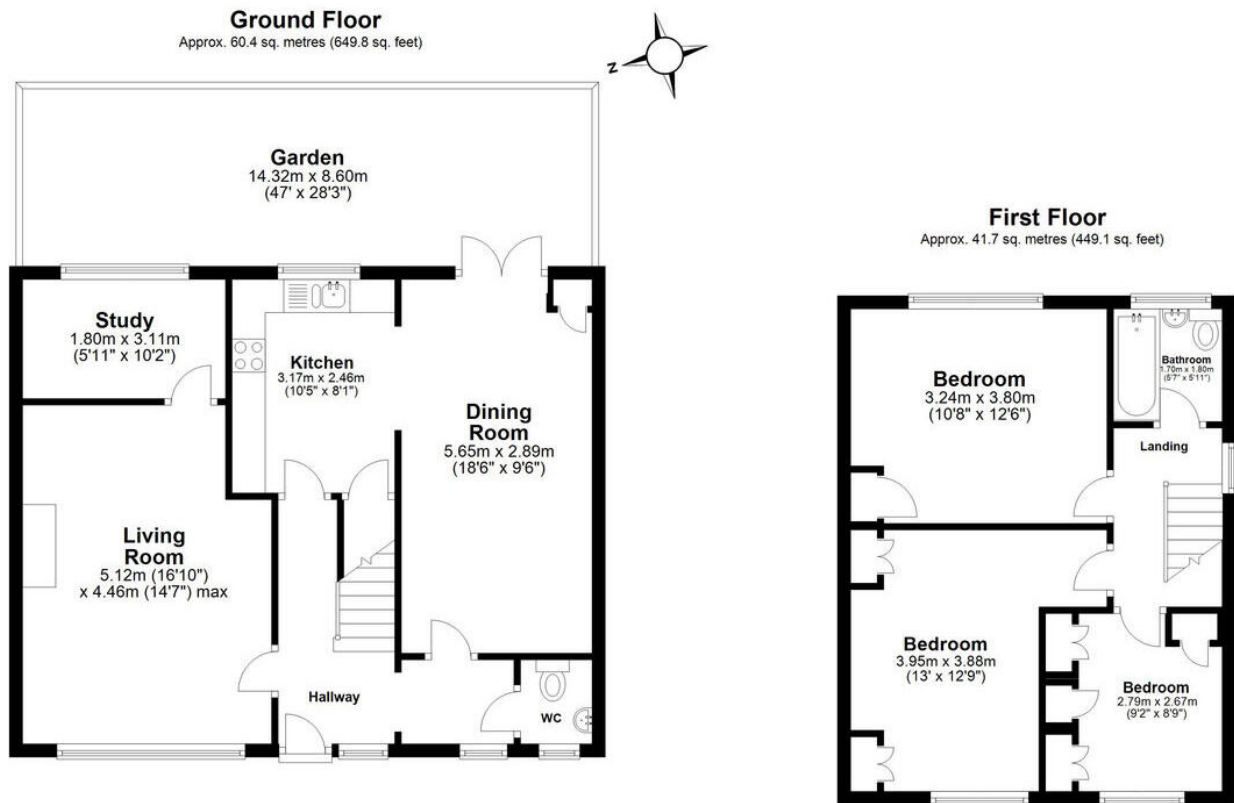 Ground Floor
Approx. 60.4 sq. metres (649.8 sq. feet)
Z
Garden
14.32m x 8.60m
(47' x 28'3")
Study
1.80m x 3.11m
(5'11" x 10'2")
Kitchen
3.17m x 2.46m
(10'5" x 8'1")
Dining
Room
5.65m x 2.89m
(18'6" x 9'6")
Living
Room
5.12m (16'10")
x 4.46m (14'7") max
Hallway
WC
First Floor
Approx. 41.7 sq. metres (449.1 sq. feet)
Bedroom
3.24m x 3.80m
(10'8" x 12'6")
Bathroom
1.70m x 1.80m
(5'7" x 5'11")
Landing
Bedroom
3.95m x 3.88m
(13' x 12'9")
Bedroom
2.79m x 2.67m
(9'2" x 8'9")